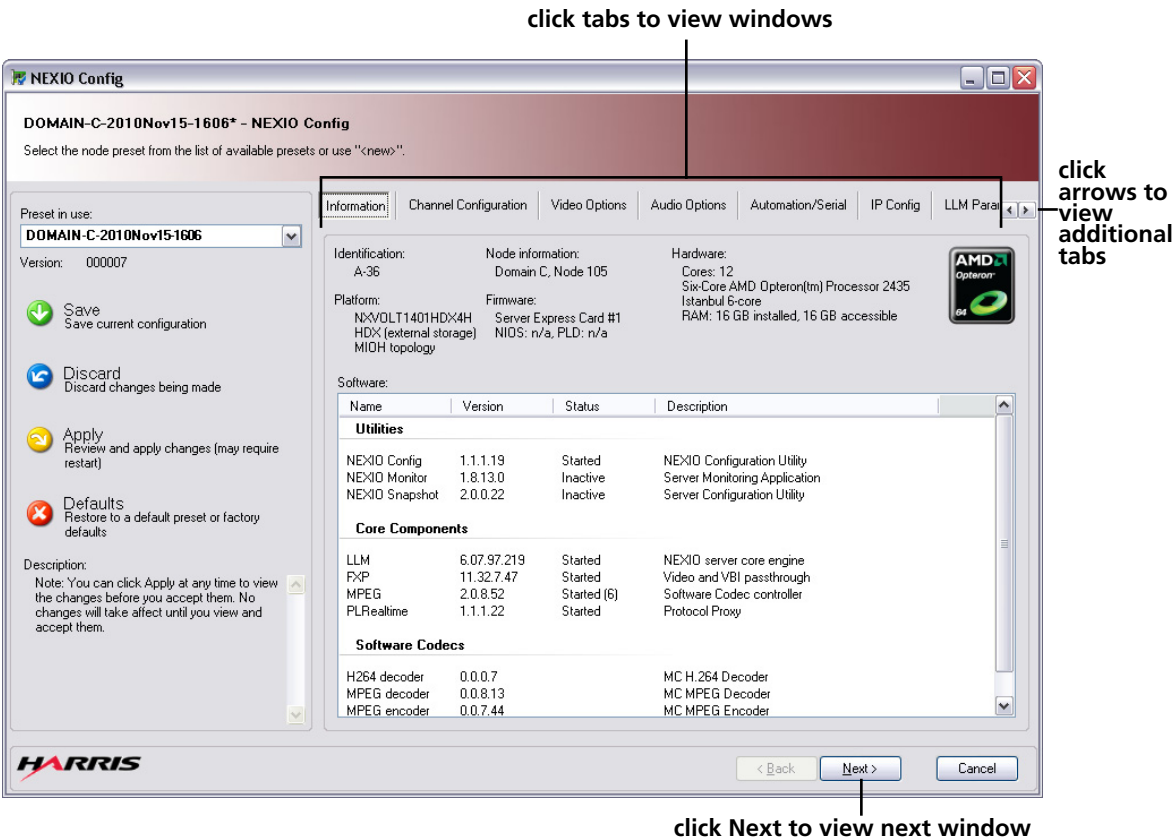 click tabs to view windows
NEXIO Config
DOMAIN-C-2010Nov15-1606* - NEXIO Config
Select the node preset from the list of available presets or use "<new>".
click
arrows to
view
additional
tabs
Preset in use:
DOMAIN-C-2010Nov15-1606
Version: 000007
Save
Save current configuration
Discard
Discard changes being made
Apply
Review and apply changes (may require
restart)
Defaults
Restore to a default preset or factory
defaults
Description:
Note: You can click Apply at any time to view
the changes before you accept them. No
changes will take affect until you view and
accept them.
Information Channel Configuration Video Options Audio Options Automation/Serial IP Config LLM Para
Identification:
A-36
Node information:
Domain C, Node 105
Hardware:
Cores: 12
Six-Core AMD Opteron(tm) Processor 2435
Istanbul 6-core
RAM: 16 GB installed, 16 GB accessible
Platform:
NXVOLT1401HDX4H
HDX (external storage)
MIOH topology
Firmware:
Server Express Card #1
NIOS: n/a, PLD: n/a
AMD
Opteron
64
Software:
Name Version Status Description
Utilities
NEXIO Config 1.1.1.19 Started NEXIO Configuration Utility
NEXIO Monitor 1.8.13.0 Inactive Server Monitoring Application
NEXIO Snapshot 2.0.0.22 Inactive Server Configuration Utility
Core Components
LLM 6.07.97.219 Started NEXIO server core engine
FXP 11.32.7.47 Started Video and VBI passthrough
MPEG 2.0.8.52 Started (6) Software Codec controller
PLRealtime 1.1.1.22 Started Protocol Proxy
Software Codecs
H264 decoder 0.0.0.7 MC H.264 Decoder
MPEG decoder 0.0.8.13 MC MPEG Decoder
MPEG encoder 0.0.7.44 MC MPEG Encoder
HARRIS
< Back Next > Cancel
click Next to view next window